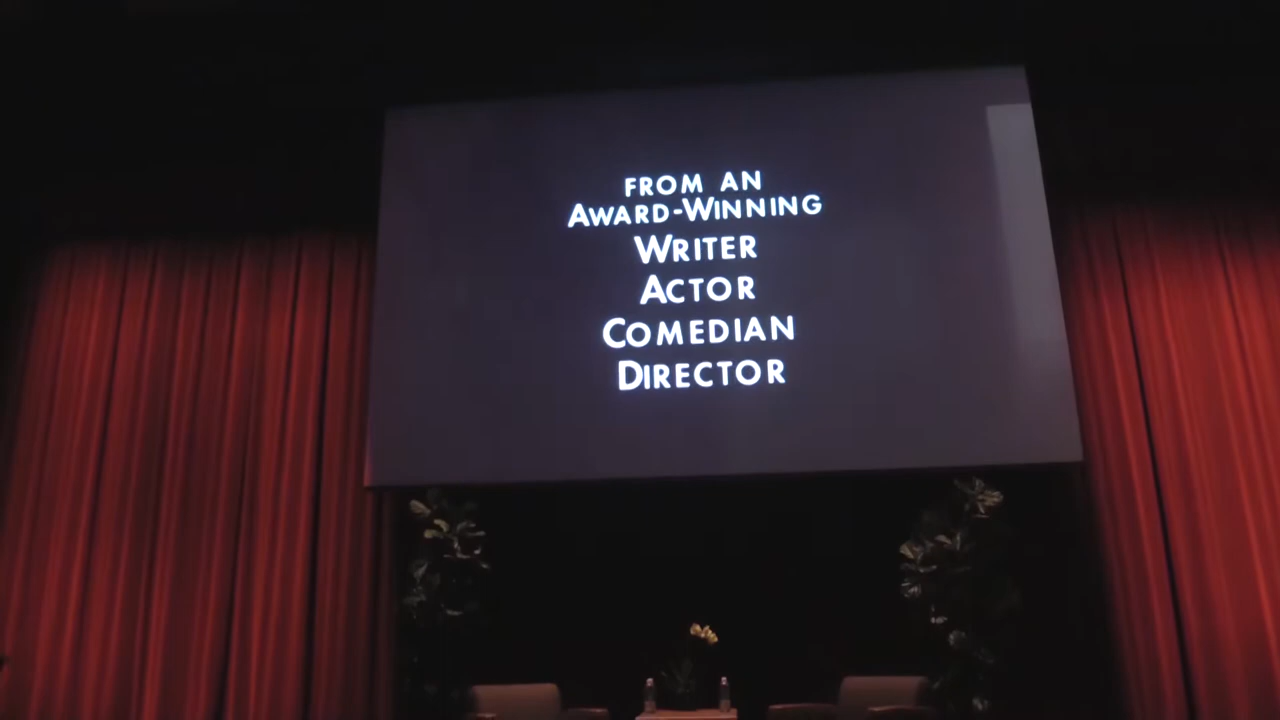 FROM AN
AWARD-WINNING
WRITER
ACTOR
COMEDIAN
DIRECTOR